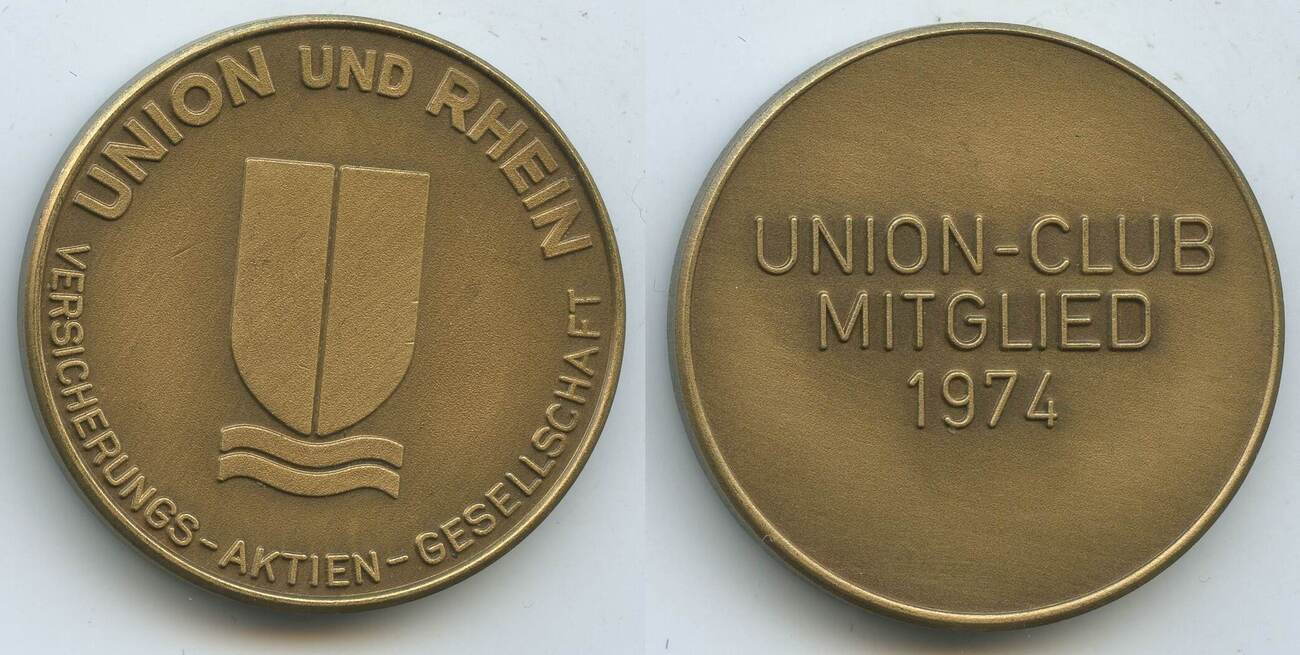 UNION UND RHEIN
VERSICHERUNGS-AKTIEN-GESELLSCHAFT
UNION-CLUB
MITGLIED
1974